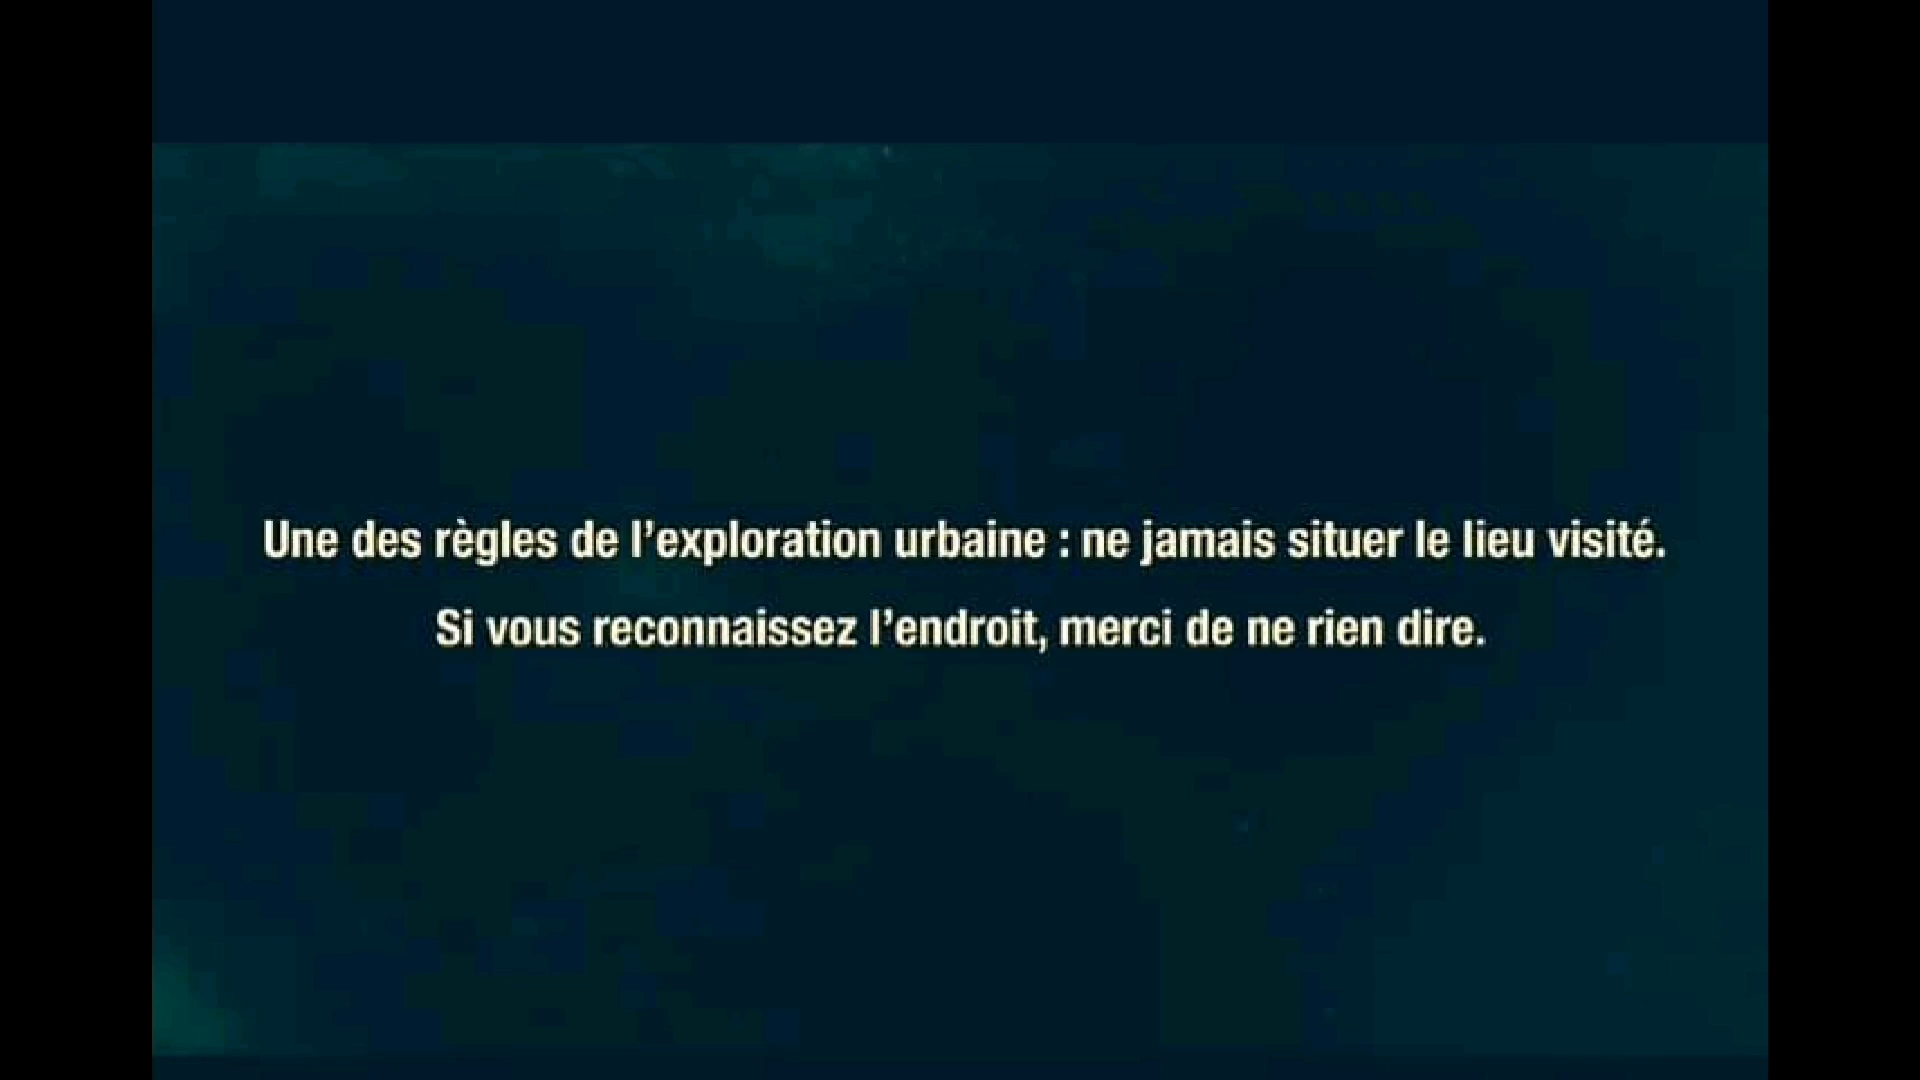 Une des règles de l’exploration urbaine : ne jamais situer le lieu visité.
Si vous reconnaissez l’endroit, merci de ne rien dire.